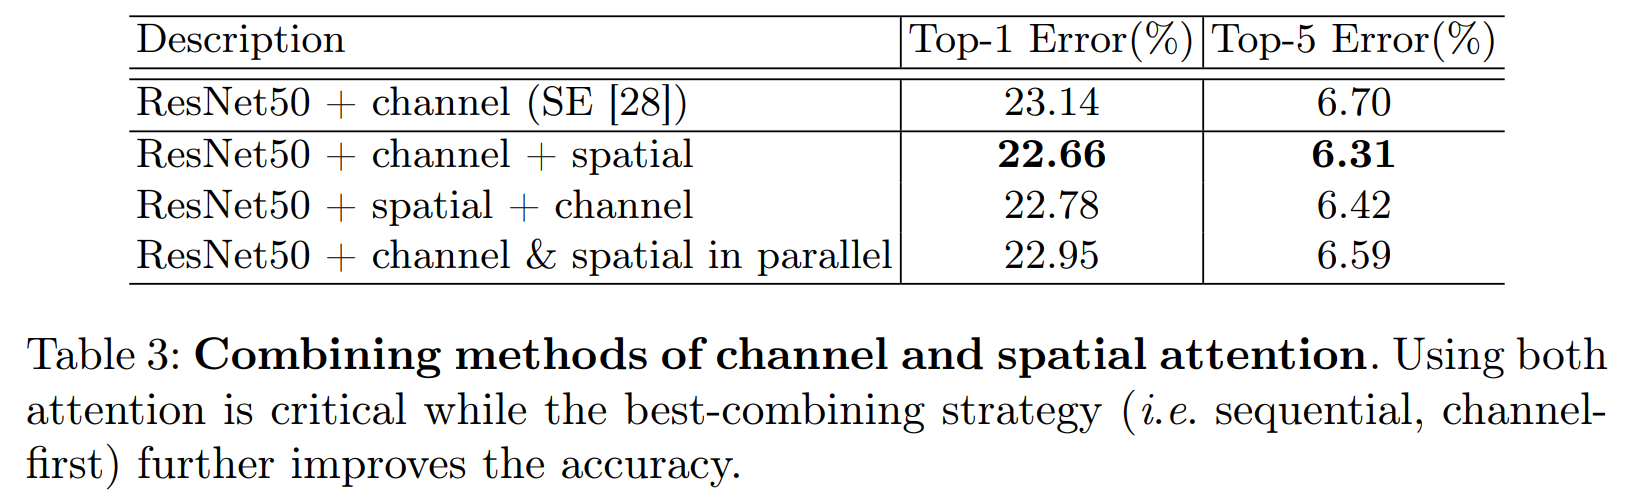 Description Top-1 Error(%) Top-5 Error(%)
ResNet50 + channel (SE [28]) 23.14 6.70
ResNet50 + channel + spatial 22.66 6.31
ResNet50 + spatial + channel 22.78 6.42
ResNet50 + channel & spatial in parallel 22.95 6.59
Table 3: Combining methods of channel and spatial attention. Using both
attention is critical while the best-combining strategy (i.e. sequential, channel-
first) further improves the accuracy.